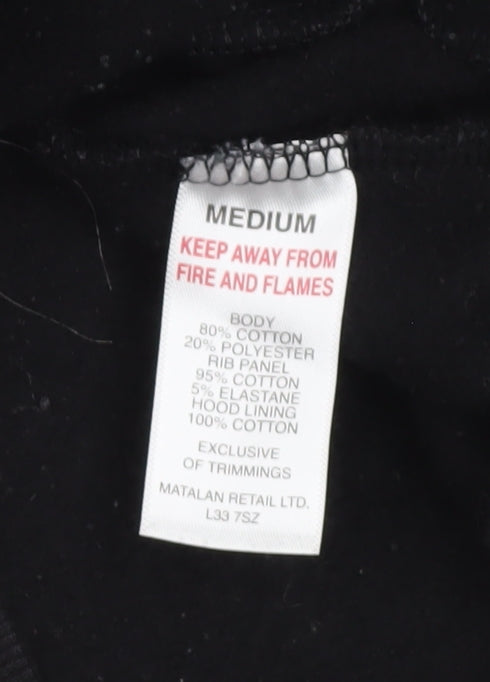 MEDIUM
KEEP AWAY FROM
FIRE AND FLAMES
BODY
80% COTTON
20% POLYESTER
RIB PANEL
95% COTTON
5% ELASTANE
HOOD LINING
100% COTTON
EXCLUSIVE
OF TRIMMINGS
MATALAN RETAIL LTD.
L33 7SZ